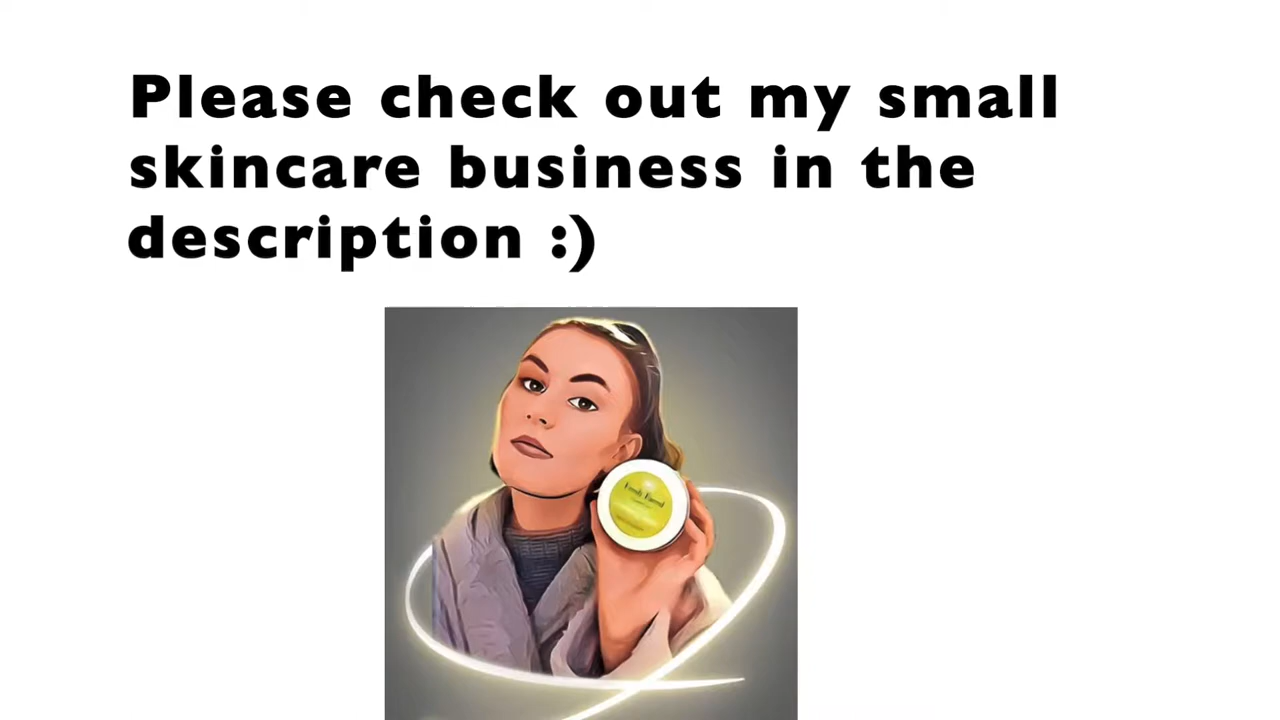 Please check out my small
skincare business in the
description :)